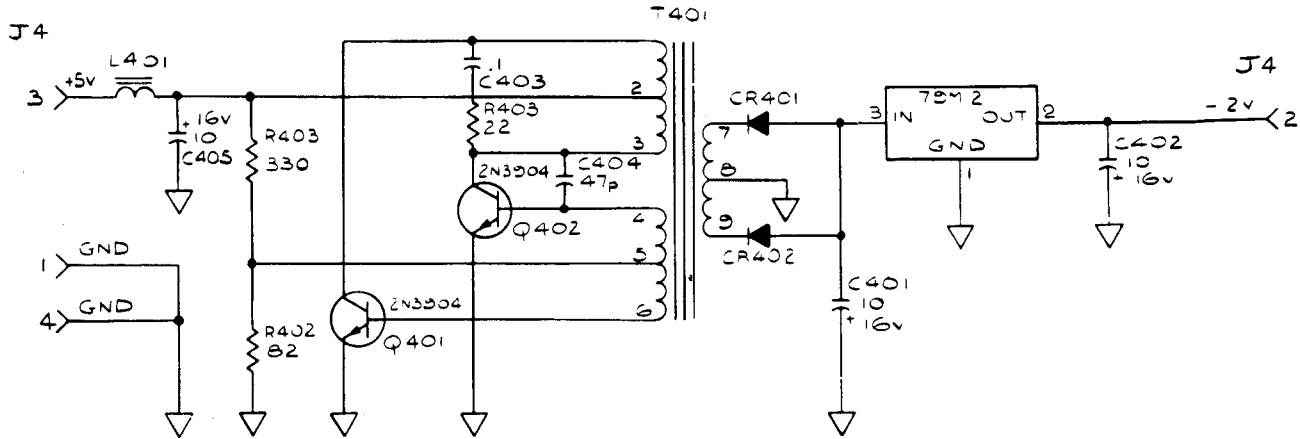 T401
J4
L401
3
+5v
+ 16v
10
C405
R403
330
.1
C403
R403
22
2
3
C404
47p
2N3904
Q402
4
5
6
1
GND
4
GND
R402
82
2N3904
Q401
7
8
9
CR401
CR402
79M2
3
IN
OUT
2
GND
1
C401
10
+ 16v
C402
10
+ 16v
J4
- 2v
2